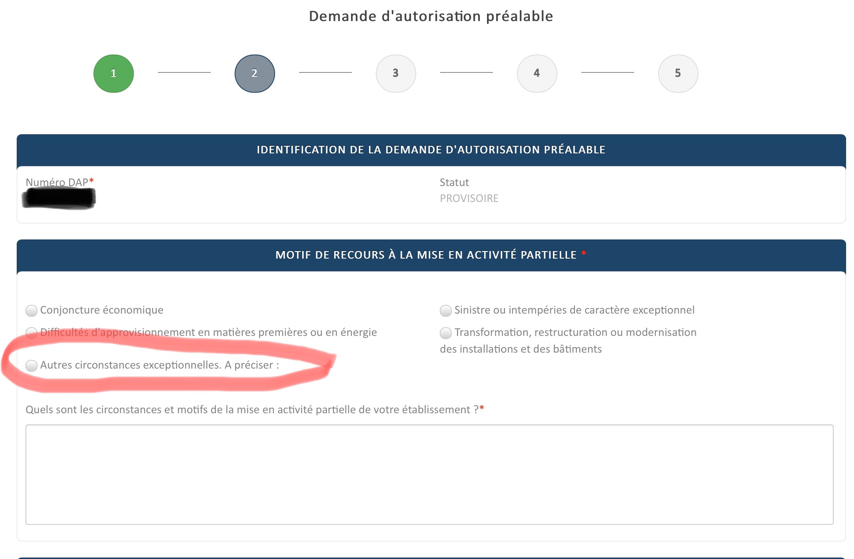 Demande d'autorisation préalable
1 2 3 4 5
IDENTIFICATION DE LA DEMANDE D'AUTORISATION PRÉALABLE
Numéro DAP* Statut
PROVISOIRE
MOTIF DE RECOURS À LA MISE EN ACTIVITÉ PARTIELLE *
Conjoncture économique Sinistre ou intempéries de caractère exceptionnel
Difficultés d'approvisionnement en matières premières ou en énergie Transformation, restructuration ou modernisation
des installations et des bâtiments
Autres circonstances exceptionnelles. A préciser :
Quels sont les circonstances et motifs de la mise en activité partielle de votre établissement ?*